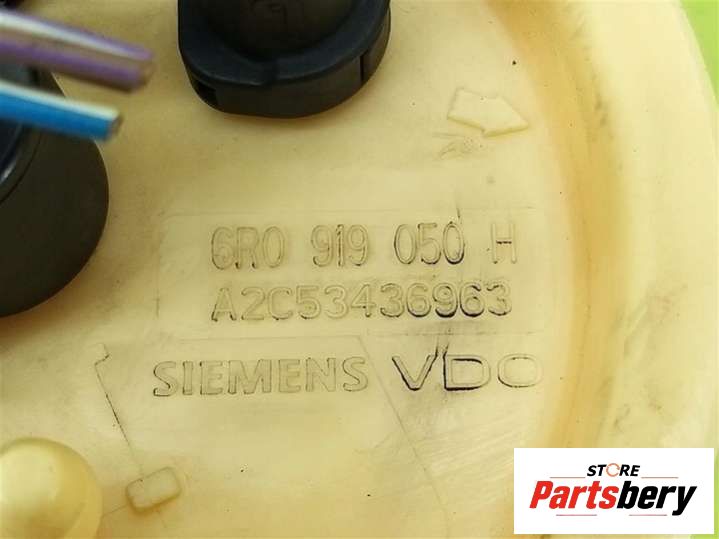 6R0 919 050 H
A2C53436963
SIEMENS VDO
STORE
Partsbery